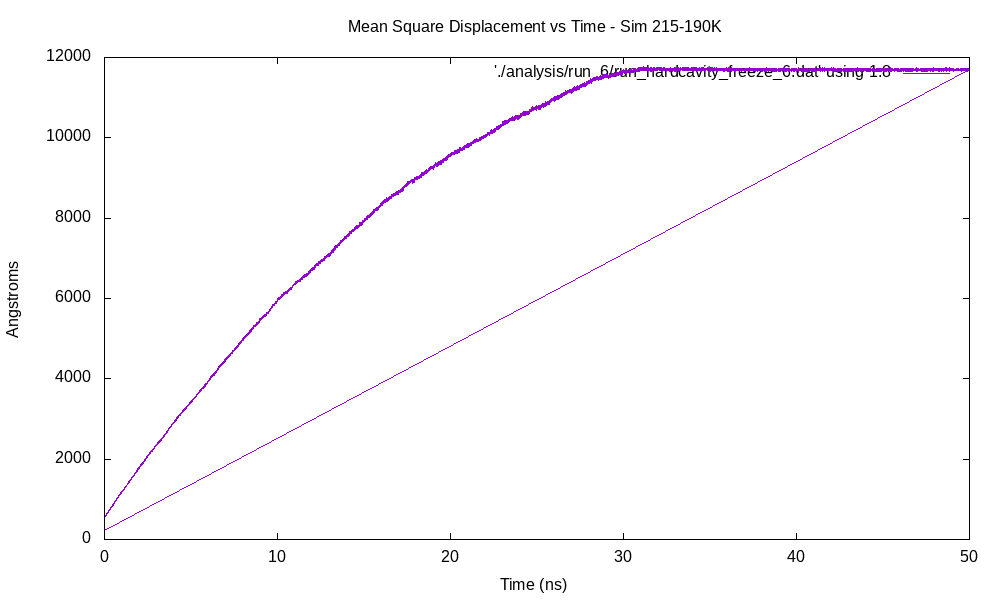 Mean Square Displacement vs Time - Sim 215-190K
12000
'./analysis/run_6/run_hardcavity_freeze_6.dat' using 1:8
10000
8000
6000
Angstroms
4000
2000
0
0 10 20 30 40 50
Time (ns)